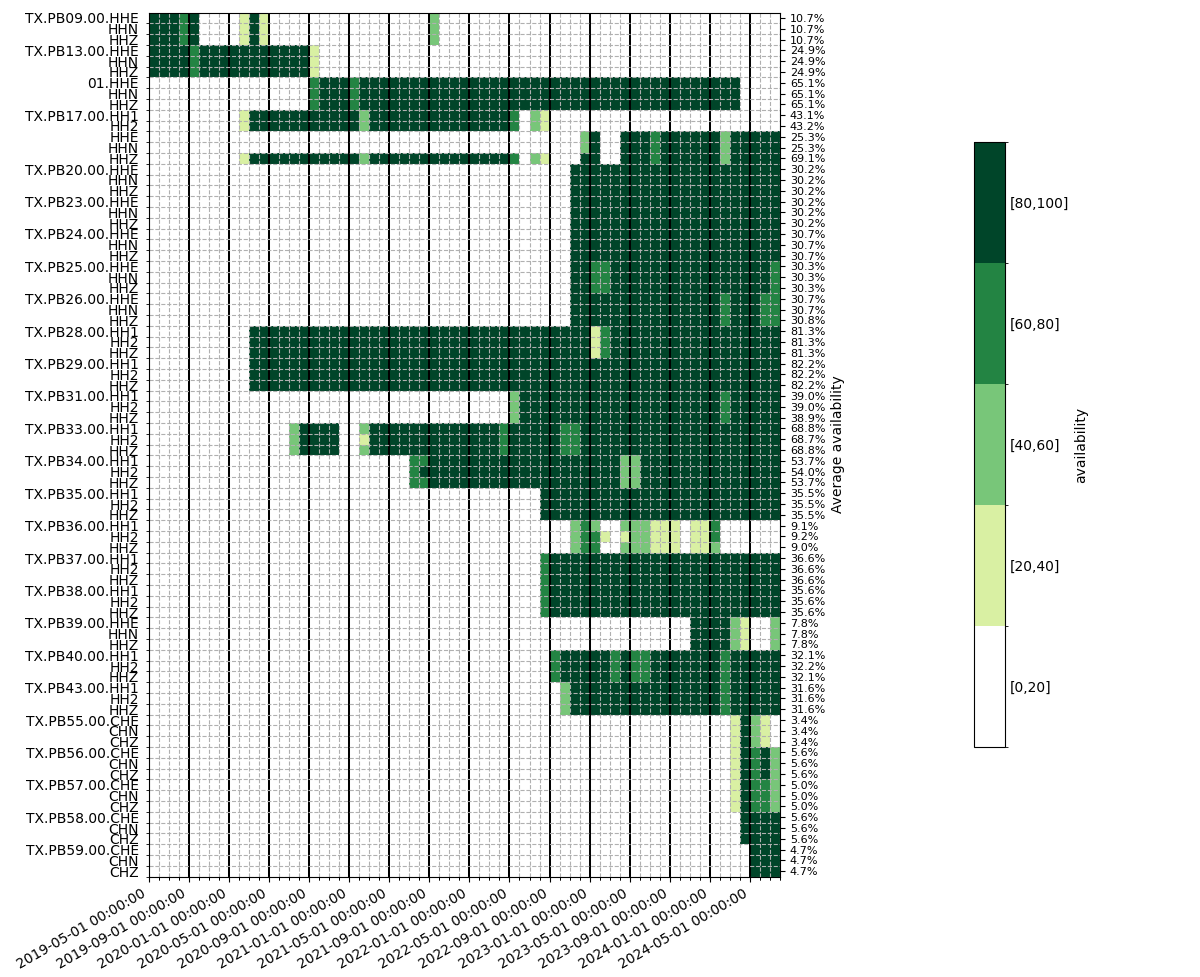 TX.PB09.00.HHE 10.7%
HHN 10.7%
HHZ 10.7%
TX.PB13.00.HHE 24.9%
HHN 24.9%
HHZ 24.9%
01.HHE 65.1%
HHN 65.1%
HHZ 65.1%
TX.PB17.00.HH1 43.1%
HH2 43.2%
HHE 25.3%
HHN 25.3%
HHZ 69.1%
TX.PB20.00.HHE 30.2%
HHN 30.2%
HHZ 30.2%
TX.PB23.00.HHE 30.2%
HHN 30.2%
HHZ 30.2%
TX.PB24.00.HHE 30.7%
HHN 30.7%
HHZ 30.7%
TX.PB25.00.HHE 30.3%
HHN 30.3%
HHZ 30.3%
TX.PB26.00.HHE 30.7%
HHN 30.7%
HHZ 30.8%
TX.PB28.00.HH1 81.3%
HH2 81.3%
HHZ 81.3%
TX.PB29.00.HH1 82.2%
HH2 82.2%
HHZ 82.2%
TX.PB31.00.HH1 39.0%
HH2 39.0%
HHZ 38.9%
TX.PB33.00.HH1 68.8%
HH2 68.7%
HHZ 68.8%
TX.PB34.00.HH1 53.7%
HH2 54.0%
HHZ 53.7%
TX.PB35.00.HH1 35.5%
HH2 35.5%
HHZ 35.5%
TX.PB36.00.HH1 9.1%
HH2 9.2%
HHZ 9.0%
TX.PB37.00.HH1 36.6%
HH2 36.6%
HHZ 36.6%
TX.PB38.00.HH1 35.6%
HH2 35.6%
HHZ 35.6%
TX.PB39.00.HHE 7.8%
HHN 7.8%
HHZ 7.8%
TX.PB40.00.HH1 32.1%
HH2 32.2%
HHZ 32.1%
TX.PB43.00.HH1 31.6%
HH2 31.6%
HHZ 31.6%
TX.PB55.00.CHE 3.4%
CHN 3.4%
CHZ 3.4%
TX.PB56.00.CHE 5.6%
CHN 5.6%
CHZ 5.6%
TX.PB57.00.CHE 5.0%
CHN 5.0%
CHZ 5.0%
TX.PB58.00.CHE 5.6%
CHN 5.6%
CHZ 5.6%
TX.PB59.00.CHE 4.7%
CHN 4.7%
CHZ 4.7%
Average availability
2019-05-01 00:00:00
2019-09-01 00:00:00
2020-01-01 00:00:00
2020-05-01 00:00:00
2020-09-01 00:00:00
2021-01-01 00:00:00
2021-05-01 00:00:00
2021-09-01 00:00:00
2022-01-01 00:00:00
2022-05-01 00:00:00
2022-09-01 00:00:00
2023-01-01 00:00:00
2023-05-01 00:00:00
2023-09-01 00:00:00
2024-01-01 00:00:00
2024-05-01 00:00:00
[80,100]
[60,80]
[40,60]
[20,40]
[0,20]
availability